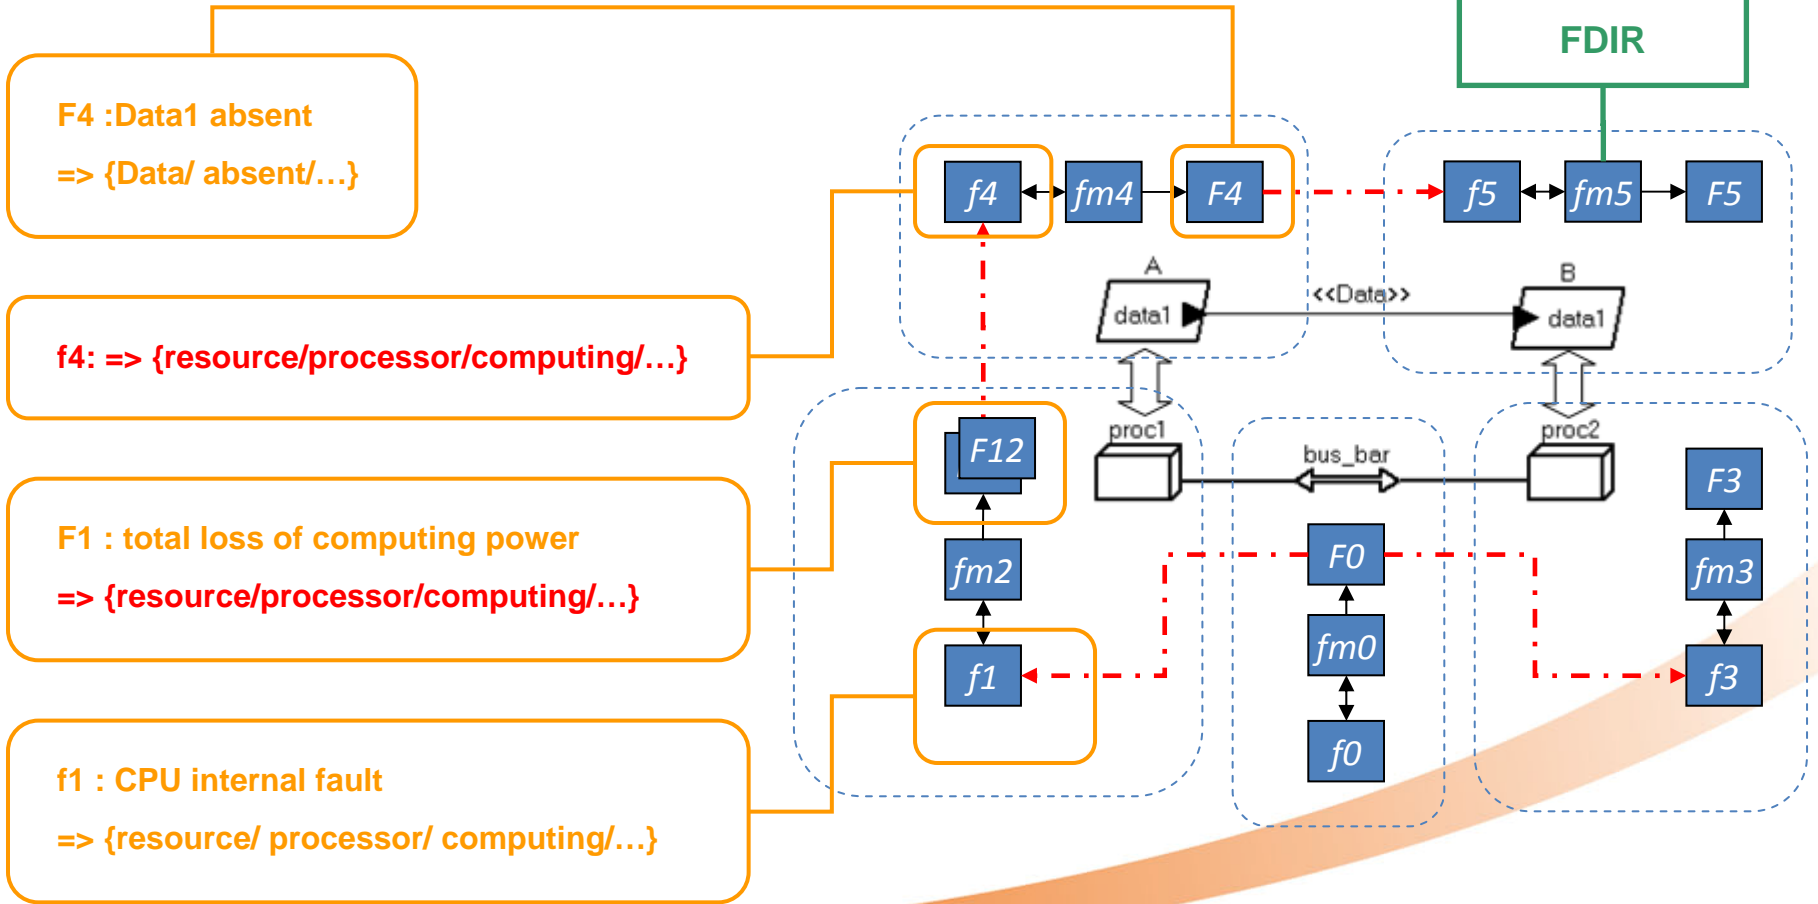 FDIR
F4 :Data1 absent
=> {Data/ absent/…}
f4
fm4
F4
f5
fm5
F5
A
data1
<<Data>>
B
data1
f4: => {resource/processor/computing/…}
F12
proc1
bus_bar
proc2
F3
F1 : total loss of computing power
=> {resource/processor/computing/…}
fm2
F0
fm3
fm0
f1
f3
f0
f1 : CPU internal fault
=> {resource/ processor/ computing/…}